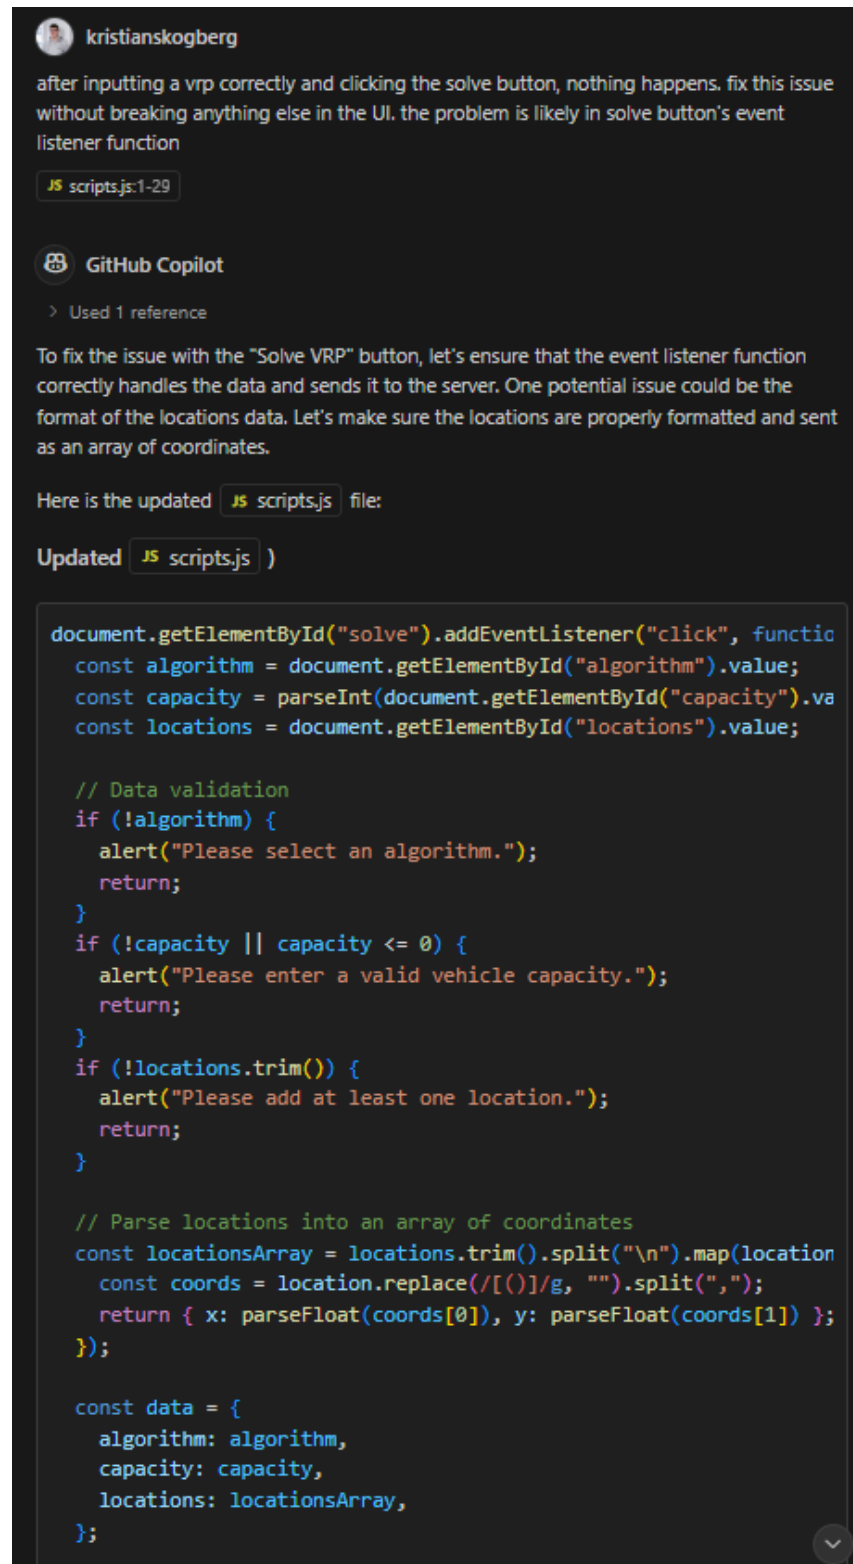 kristianskogberg
after inputting a vrp correctly and clicking the solve button, nothing happens. fix this issue
without breaking anything else in the UI. the problem is likely in solve button's event
listener function
JS scripts.js:1-29
GitHub Copilot
> Used 1 reference
To fix the issue with the "Solve VRP" button, let's ensure that the event listener function
correctly handles the data and sends it to the server. One potential issue could be the
format of the locations data. Let's make sure the locations are properly formatted and sent
as an array of coordinates.
Here is the updated JS scripts.js file:
Updated JS scripts.js )
document.getElementById("solve").addEventListener("click", functio
  const algorithm = document.getElementById("algorithm").value;
  const capacity = parseInt(document.getElementById("capacity").va
  const locations = document.getElementById("locations").value;
  // Data validation
  if (!algorithm) {
    alert("Please select an algorithm.");
    return;
  }
  if (!capacity || capacity <= 0) {
    alert("Please enter a valid vehicle capacity.");
    return;
  }
  if (!locations.trim()) {
    alert("Please add at least one location.");
    return;
  }
  // Parse locations into an array of coordinates
  const locationsArray = locations.trim().split("\n").map(location
    const coords = location.replace(/[()]/g, "").split(",");
    return { x: parseFloat(coords[0]), y: parseFloat(coords[1]) };
  });
  const data = {
    algorithm: algorithm,
    capacity: capacity,
    locations: locationsArray,
  };